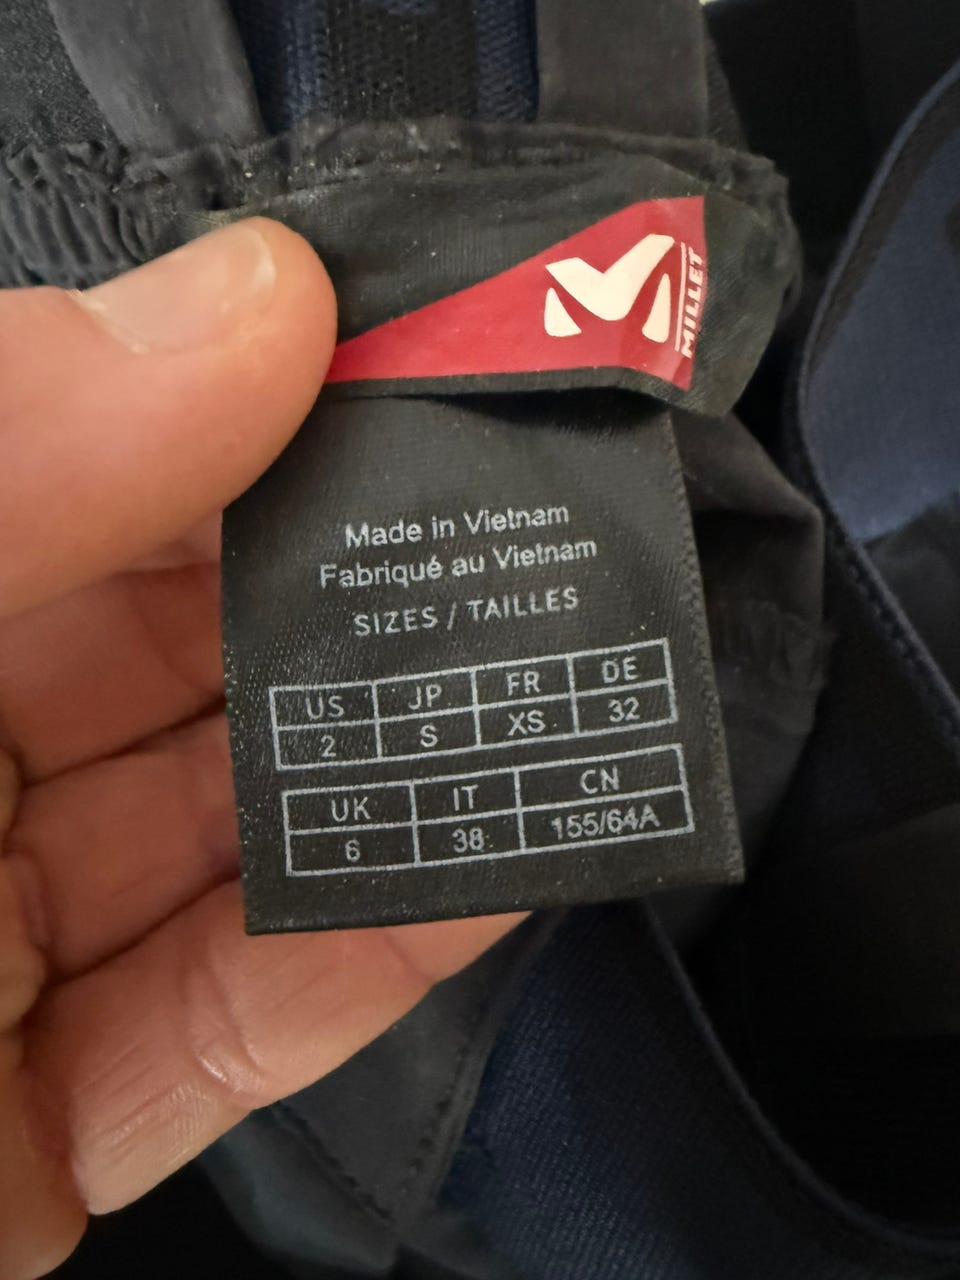 MILLET
Made in Vietnam
Fabriqué au Vietnam
SIZES / TAILLES
US JP FR DE
2 S XS 32
UK IT CN
6 38 155/64A